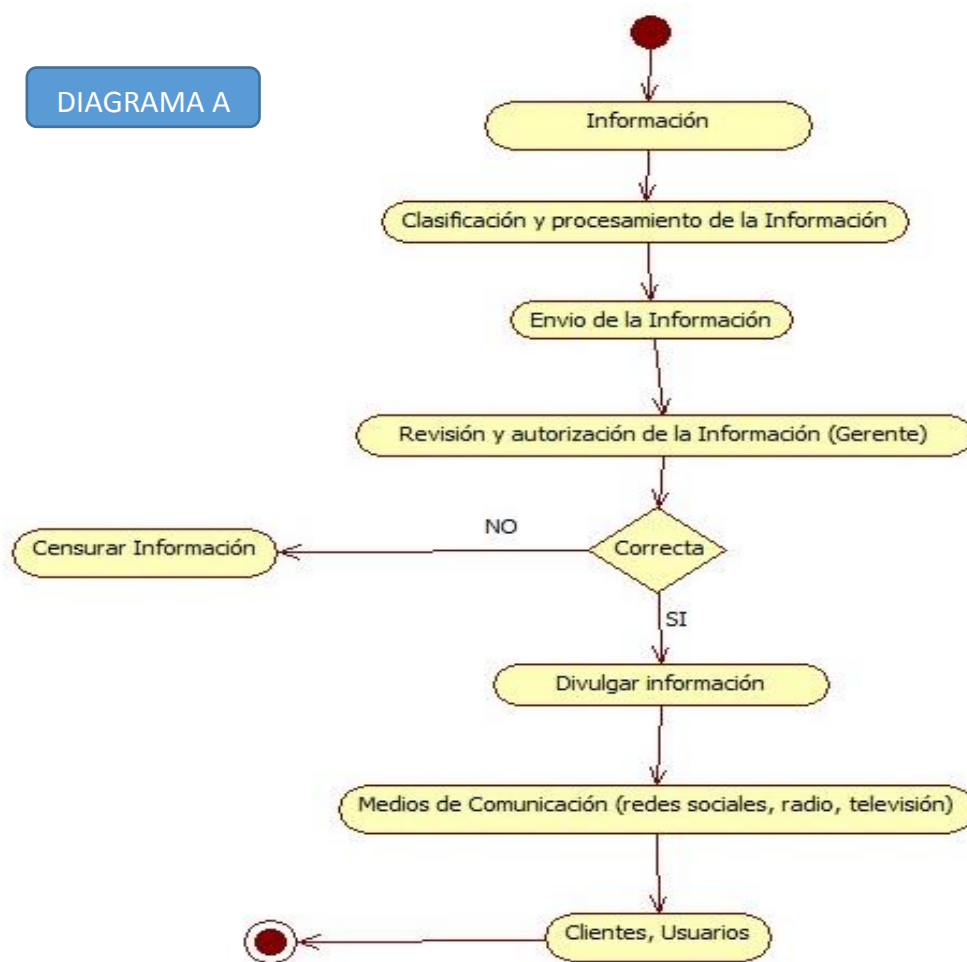 DIAGRAMA A
Información
Clasificación y procesamiento de la Información
Envio de la Información
Revisión y autorización de la Información (Gerente)
NO
Censurar Información
Correcta
SI
Divulgar información
Medios de Comunicación (redes sociales, radio, televisión)
Clientes, Usuarios